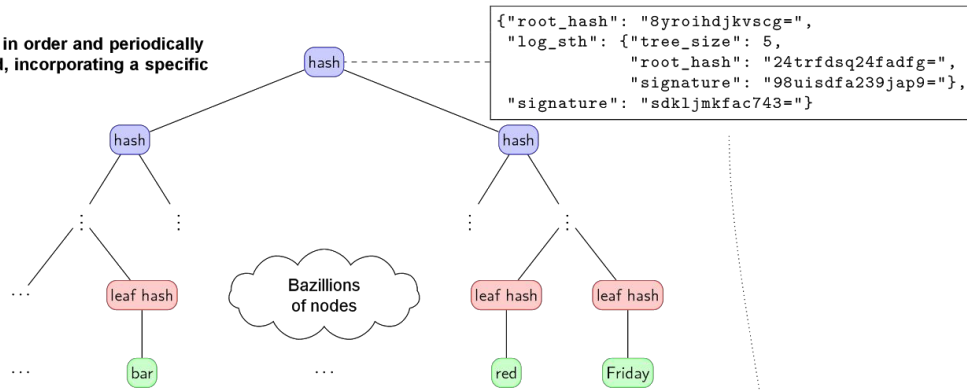 in order and periodically
, incorporating a specific
{"root_hash": "8yroihdjkvscg=",
"log_sth": {"tree_size": 5,
"root_hash": "24trfdsq24fadfg=",
"signature": "98uisdfa239jap9="},
"signature": "sdkljmkfac743="}
hash
hash
hash
⋮
⋮
⋮
⋮
Bazillions
of nodes
...
leaf hash
leaf hash
leaf hash
...
bar
...
red
Friday